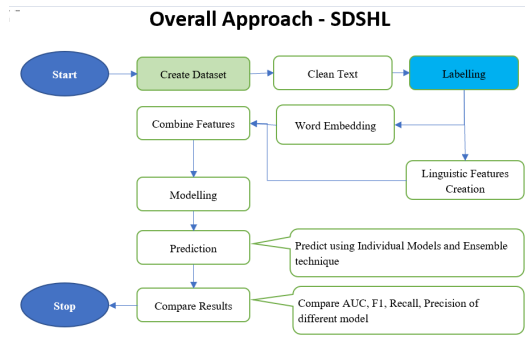 Overall Approach - SDSHL
Start
Create Dataset
Clean Text
Labelling
Combine Features
Word Embedding
Linguistic Features
Creation
Modelling
Prediction
Predict using Individual Models and Ensemble
technique
Stop
Compare Results
Compare AUC, F1, Recall, Precision of
different model